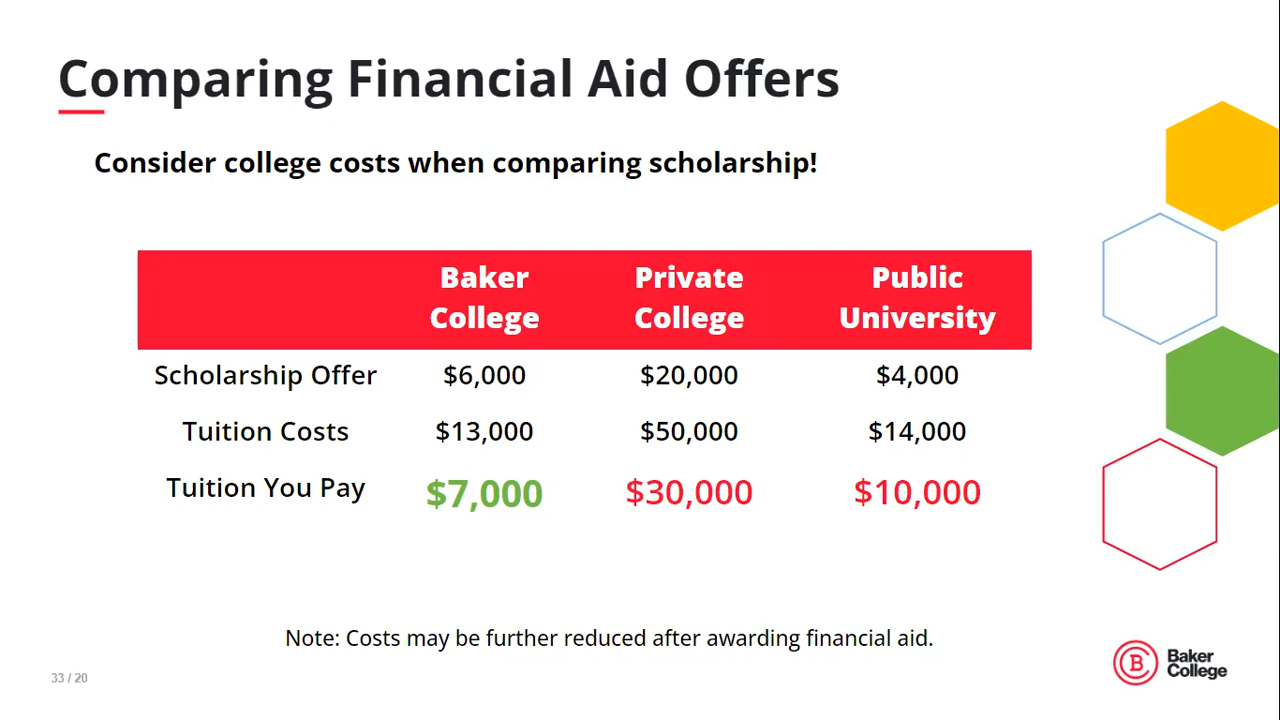 Comparing Financial Aid Offers
Consider college costs when comparing scholarship!
Baker College Private College Public University
Scholarship Offer $6,000 $20,000 $4,000
Tuition Costs $13,000 $50,000 $14,000
Tuition You Pay $7,000 $30,000 $10,000
Note: Costs may be further reduced after awarding financial aid.
33 / 20
B
Baker
College